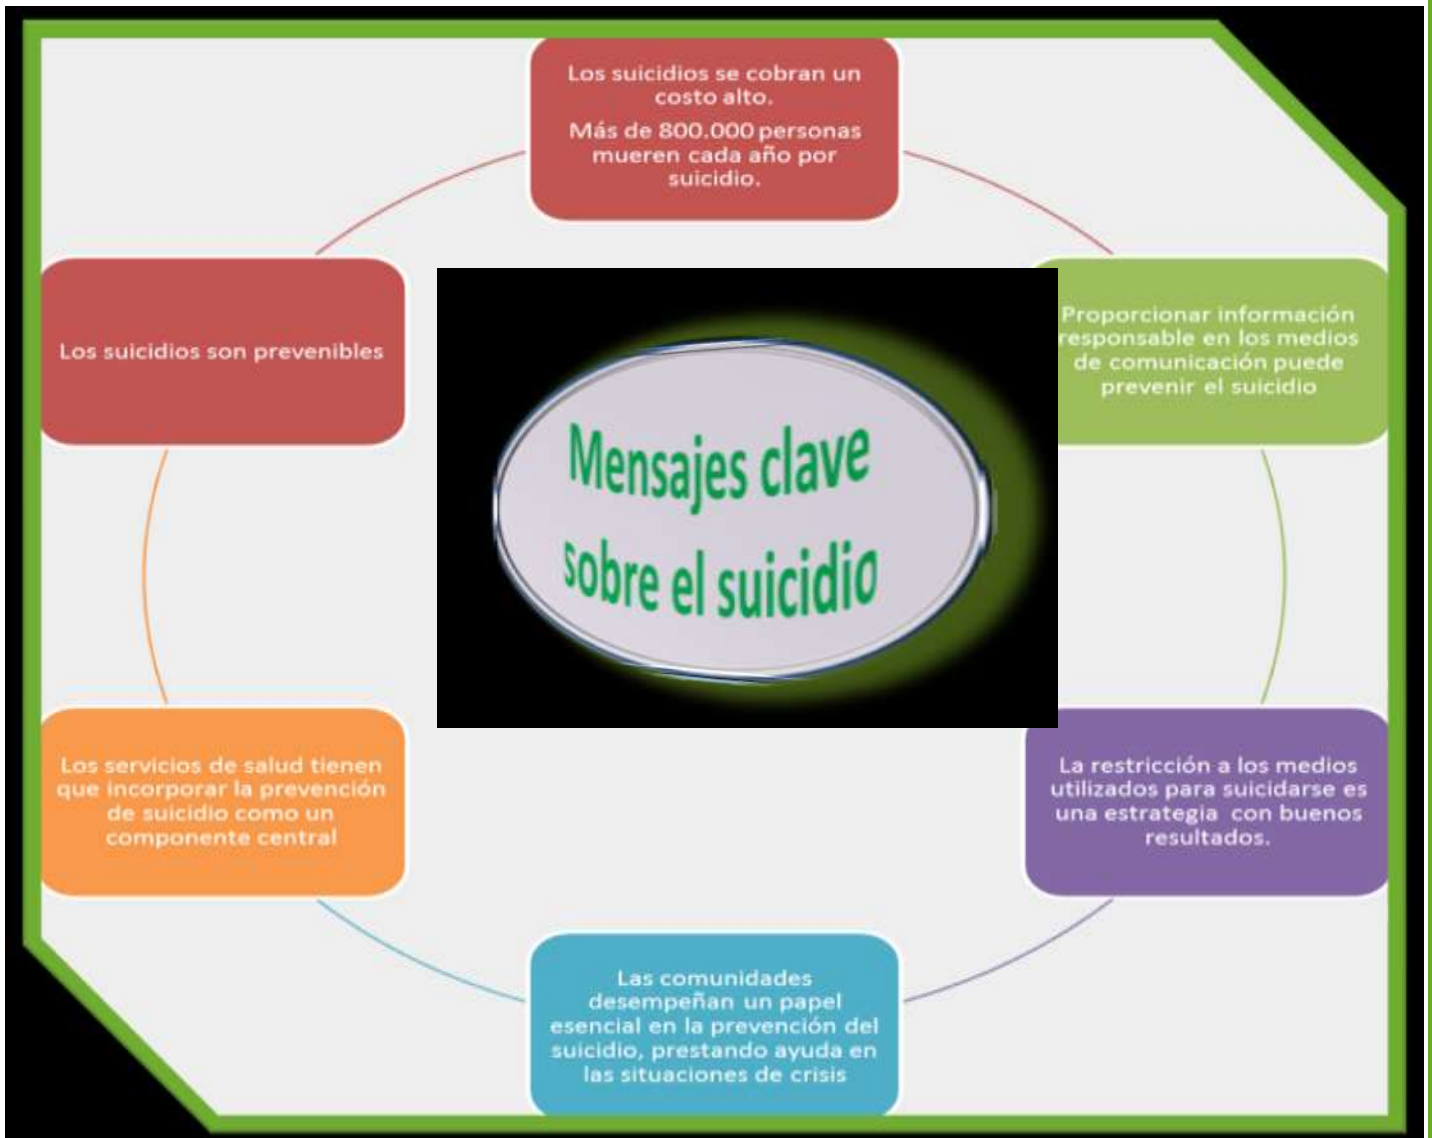 Los suicidios se cobran un
costo alto.
Más de 800.000 personas
mueren cada año por
suicidio.
Proporcionar información
responsable en los medios
de comunicación puede
prevenir el suicidio
La restricción a los medios
utilizados para suicidarse es
una estrategia con buenos
resultados.
Las comunidades
desempeñan un papel
esencial en la prevención del
suicidio, prestando ayuda en
las situaciones de crisis
Los servicios de salud tienen
que incorporar la prevención
de suicidio como un
componente central
Los suicidios son prevenibles
Mensajes clave
sobre el suicidio